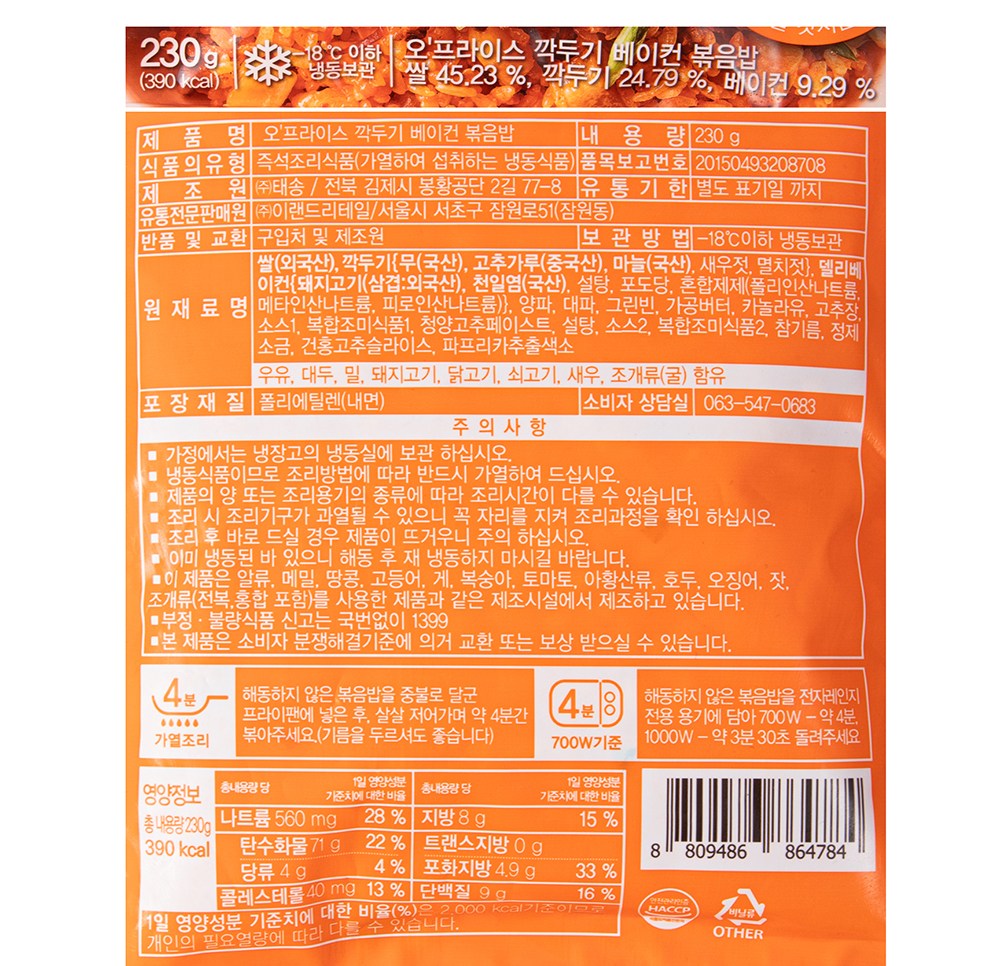 230g (390 kcal)
-18℃ 이하 냉동보관
오'프라이스 깍두기 베이컨 볶음밥
쌀 45.23 %, 깍두기 24.79 %, 베이컨 9.29 %
제 품 명 오'프라이스 깍두기 베이컨 볶음밥 내 용 량 230 g
식품의유형 즉석조리식품(가열하여 섭취하는 냉동식품) 품목보고번호 20150493208708
제 조 원 ㈜태송 / 전북 김제시 봉황공단 2길 77-8 유 통 기 한 별도 표기일 까지
유통전문판매원 ㈜이랜드리테일/서울시 서초구 잠원로51(잠원동)
반품 및 교환 구입처 및 제조원 보 관 방 법 -18℃이하 냉동보관
원 재 료 명
쌀(외국산), 깍두기{무(국산), 고추가루(중국산), 마늘(국산), 새우젓, 멸치젓}, 델리베
이컨{돼지고기(삼겹:외국산), 천일염(국산), 설탕, 포도당, 혼합제제(폴리인산나트륨,
메타인산나트륨, 피로인산나트륨)}, 양파, 대파, 그린빈, 가공버터, 카놀라유, 고추장,
소스1, 복합조미식품1, 청양고추페이스트, 설탕, 소스2, 복합조미식품2, 참기름, 정제
소금, 건홍고추슬라이스, 파프리카추출색소
우유, 대두, 밀, 돼지고기, 닭고기, 쇠고기, 새우, 조개류(굴) 함유
포 장 재 질 폴리에틸렌(내면) 소비자 상담실 063-547-0683
주 의 사 항
■ 가정에서는 냉장고의 냉동실에 보관 하십시오.
■ 냉동식품이므로 조리방법에 따라 반드시 가열하여 드십시오.
■ 제품의 양 또는 조리용기의 종류에 따라 조리시간이 다를 수 있습니다.
■ 조리 시 조리기구가 과열될 수 있으니 꼭 자리를 지켜 조리과정을 확인 하십시오.
■ 조리 후 바로 드실 경우 제품이 뜨거우니 주의 하십시오.
■ 이미 냉동된 바 있으니 해동 후 재 냉동하지 마시길 바랍니다.
■ 이 제품은 알류, 메밀, 땅콩, 고등어, 게, 복숭아, 토마토, 아황산류, 호두, 오징어, 잣,
조개류(전복,홍합 포함)를 사용한 제품과 같은 제조시설에서 제조하고 있습니다.
■ 부정 · 불량식품 신고는 국번없이 1399
■ 본 제품은 소비자 분쟁해결기준에 의거 교환 또는 보상 받으실 수 있습니다.
4분
가열조리
해동하지 않은 볶음밥을 중불로 달군
프라이팬에 넣은 후, 살살 저어가며 약 4분간
볶아주세요.(기름을 두르셔도 좋습니다)
4분
700W기준
해동하지 않은 볶음밥을 전자레인지
전용 용기에 담아 700W – 약 4분,
1000W – 약 3분 30초 돌려주세요.
영양정보
총 내용량 230g
390 kcal
총내용량 당 1일 영양성분 기준치에 대한 비율 총내용량 당 1일 영양성분 기준치에 대한 비율
나트륨 560 mg 28 % 지방 8 g 15 %
탄수화물 71 g 22 % 트랜스지방 0 g
당류 4 g 4 % 포화지방 4.9 g 33 %
콜레스테롤 40 mg 13 % 단백질 9 g 16 %
1일 영양성분 기준치에 대한 비율(%)은 2,000 kcal기준이므로
개인의 필요열량에 따라 다를 수 있습니다.
8 809486 864784
HACCP
비닐류
OTHER